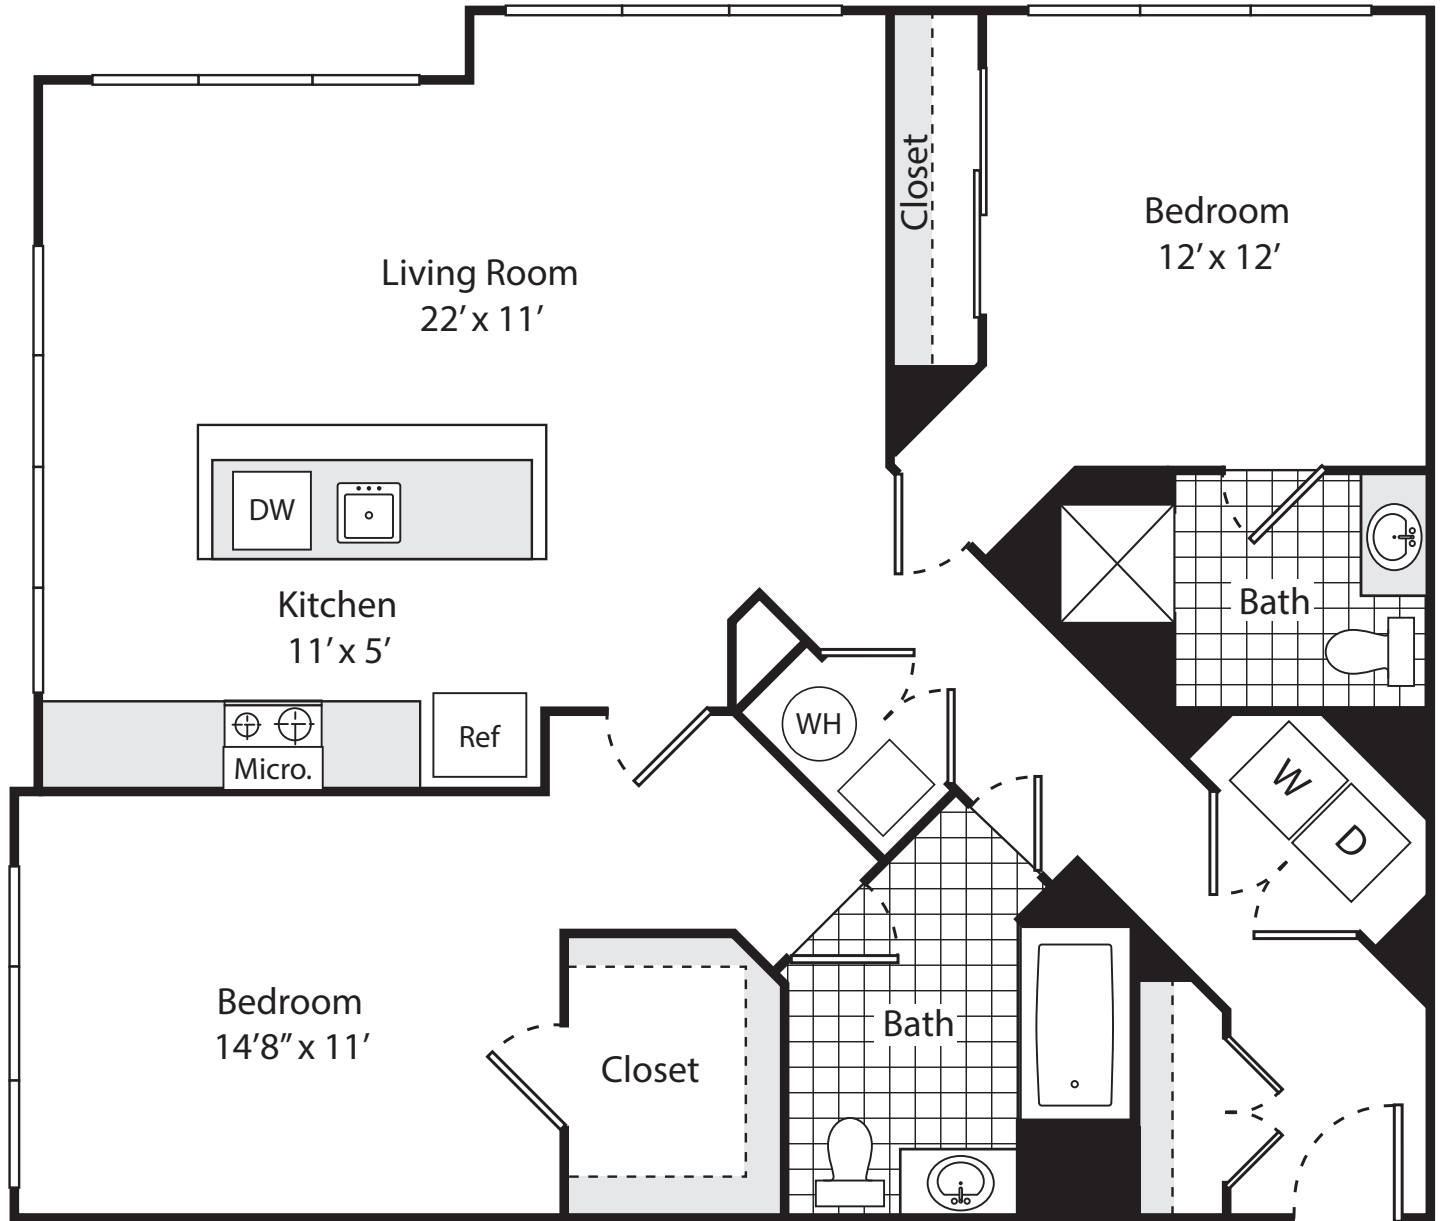 Closet
Bedroom
12’ x 12’
Living Room
22’ x 11’
DW
Kitchen
11’ x 5’
Bath
Ref
WH
Micro.
W
D
Bedroom
14’8” x 11’
Closet
Bath